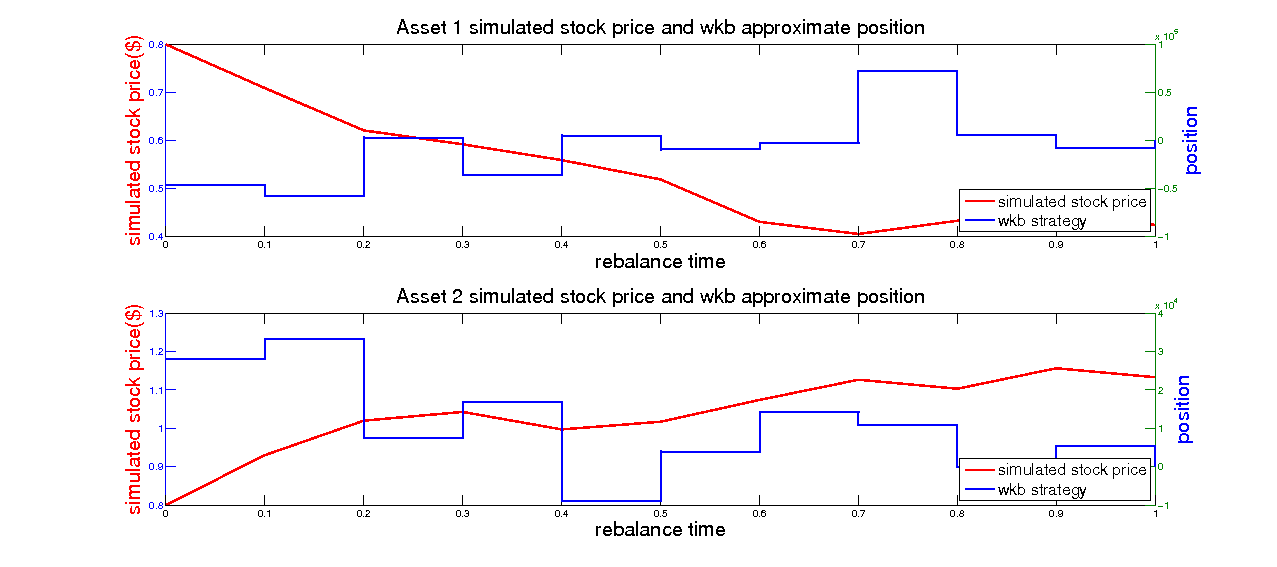 Asset 1 simulated stock price and wkb approximate position
x 10^5
simulated stock price($)
0.8
0.7
0.6
0.5
0.4
1
0.5
0
-0.5
-1
position
simulated stock price
wkb strategy
0 0.1 0.2 0.3 0.4 0.5 0.6 0.7 0.8 0.9 1
rebalance time
Asset 2 simulated stock price and wkb approximate position
x 10^4
simulated stock price($)
1.3
1.2
1.1
1
0.9
0.8
4
3
2
1
0
-1
position
simulated stock price
wkb strategy
0 0.1 0.2 0.3 0.4 0.5 0.6 0.7 0.8 0.9 1
rebalance time